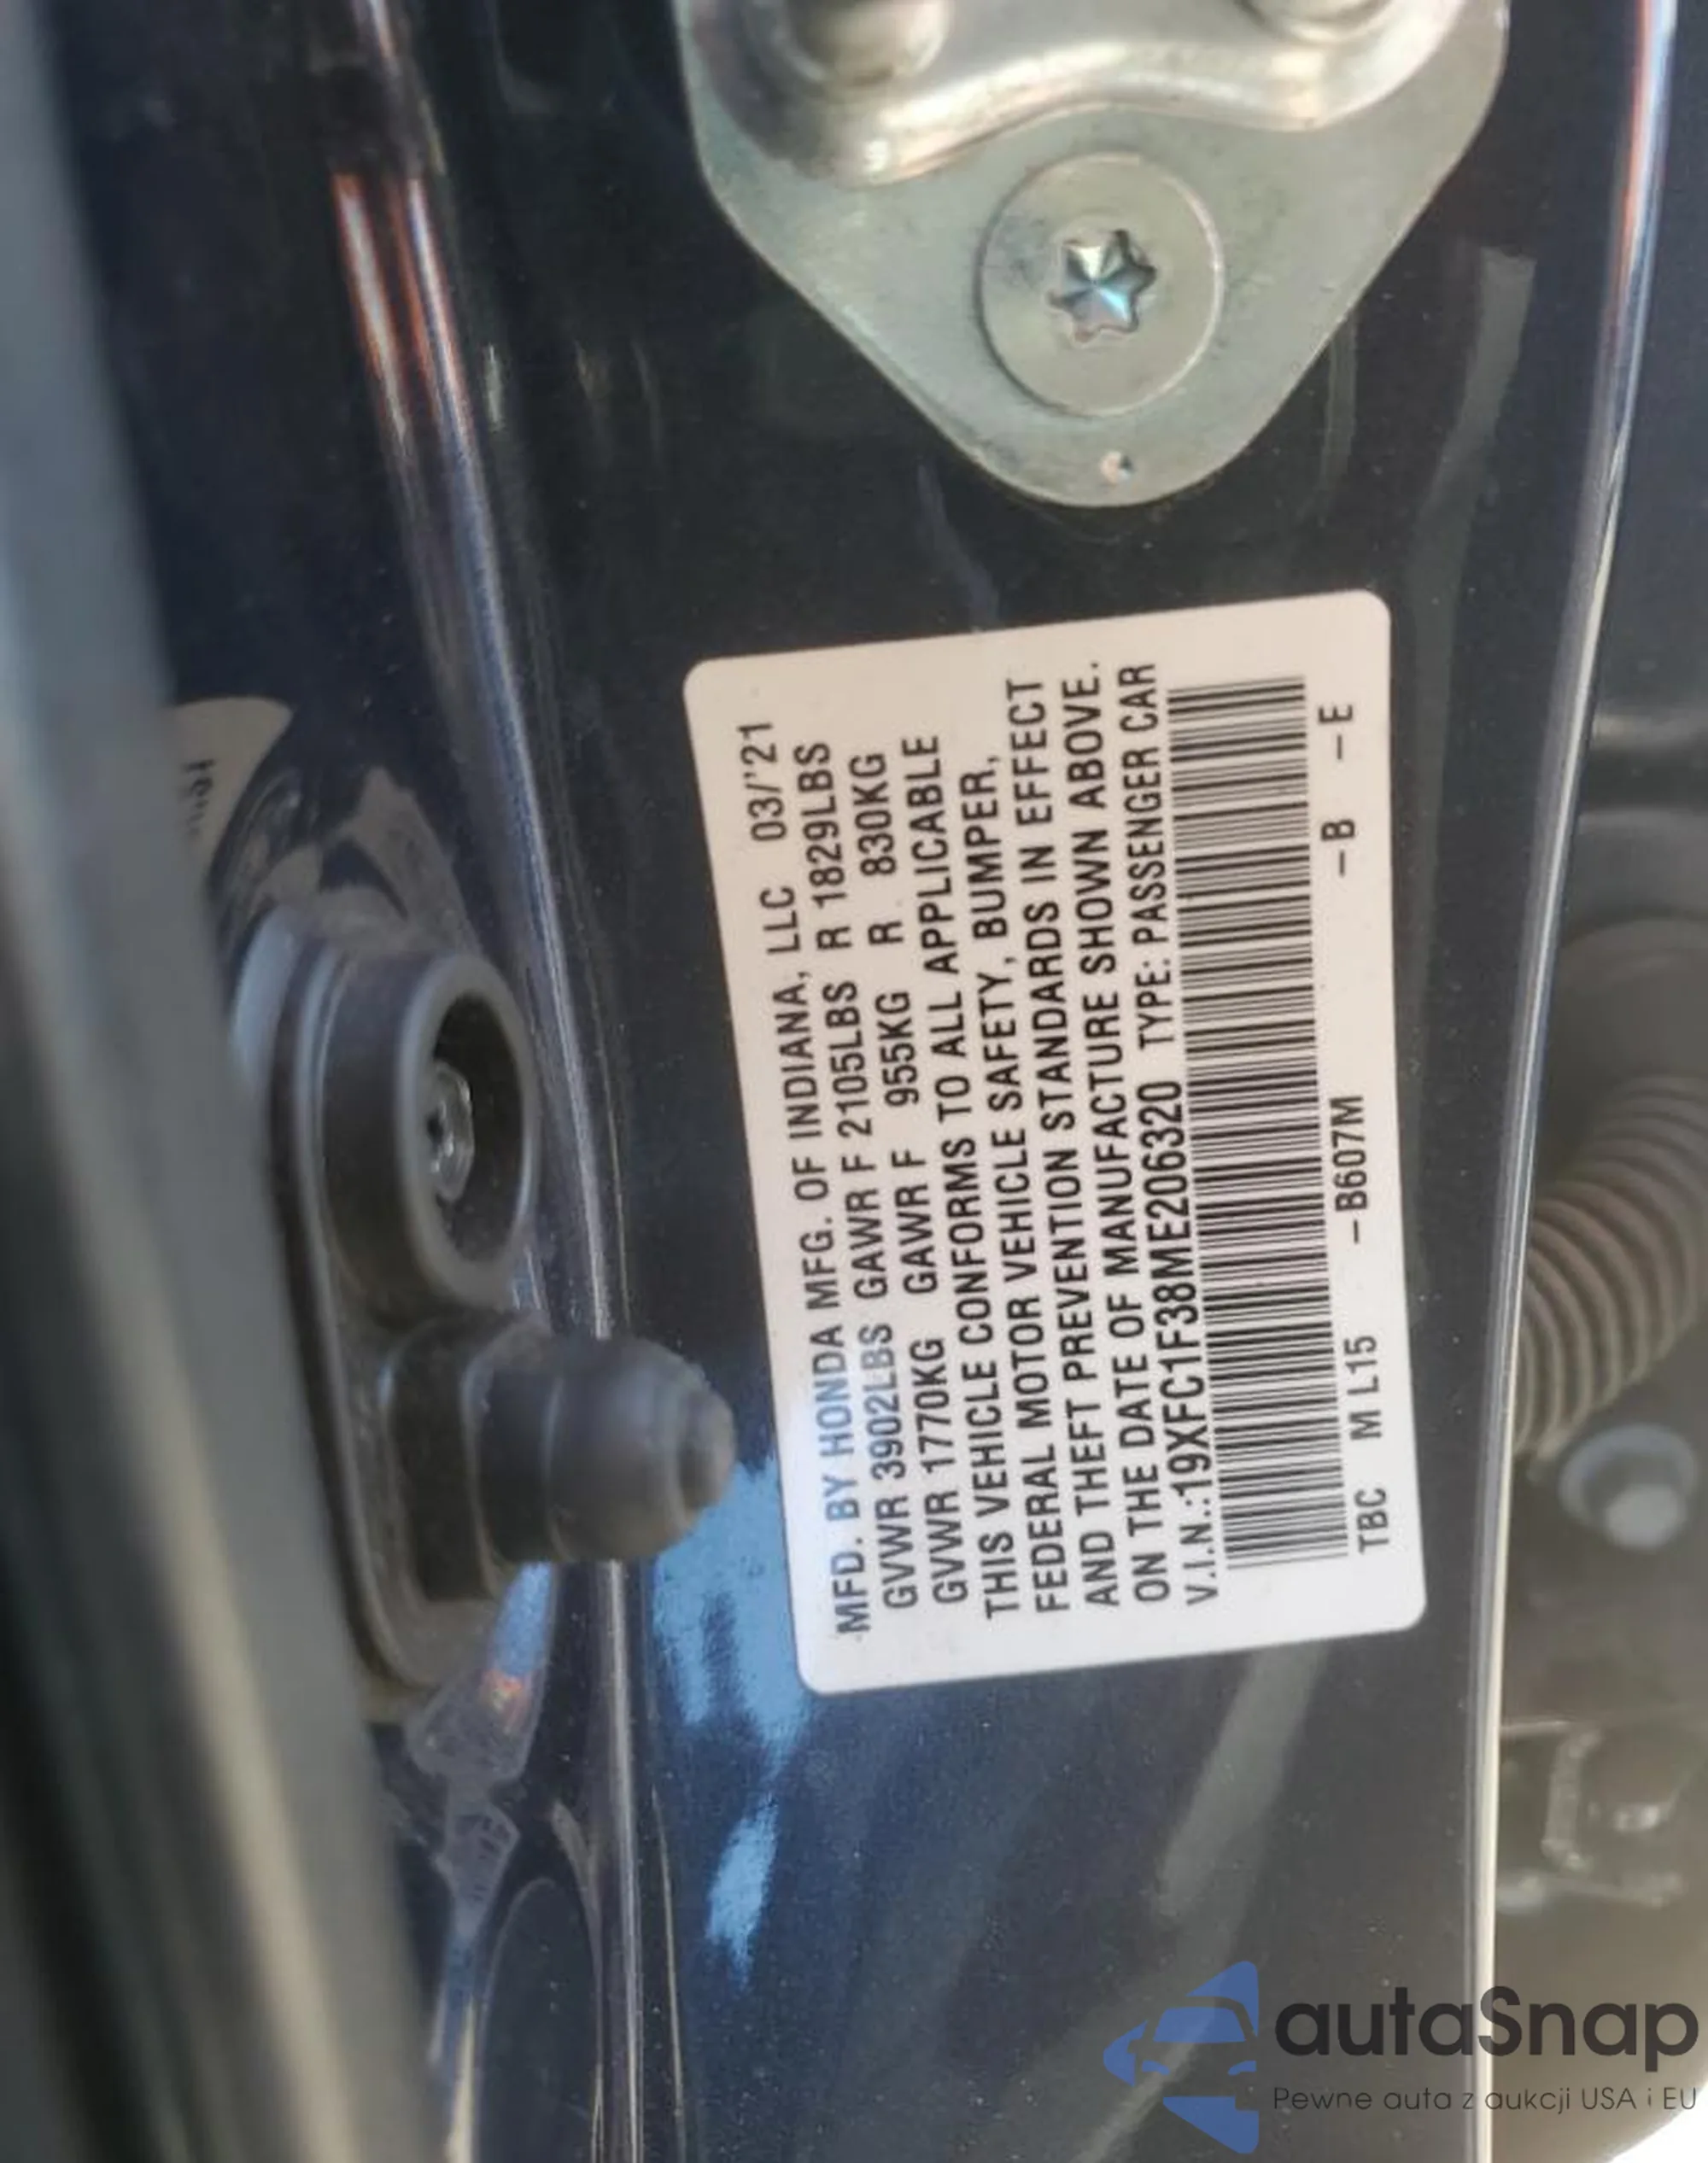 MFD. BY HONDA MFG. OF INDIANA, LLC 03/'21
GVWR 3902LBS GAWR F 2105LBS R 1829LBS
GVWR 1770KG GAWR F 955KG R 830KG
THIS VEHICLE CONFORMS TO ALL APPLICABLE
FEDERAL MOTOR VEHICLE SAFETY, BUMPER,
AND THEFT PREVENTION STANDARDS IN EFFECT
ON THE DATE OF MANUFACTURE SHOWN ABOVE.
V.I.N.:19XFC1F38ME206320 TYPE: PASSENGER CAR
TBC M L15 -B607M -B -E
autaSnap
Pewne auta z aukcji USA i EU